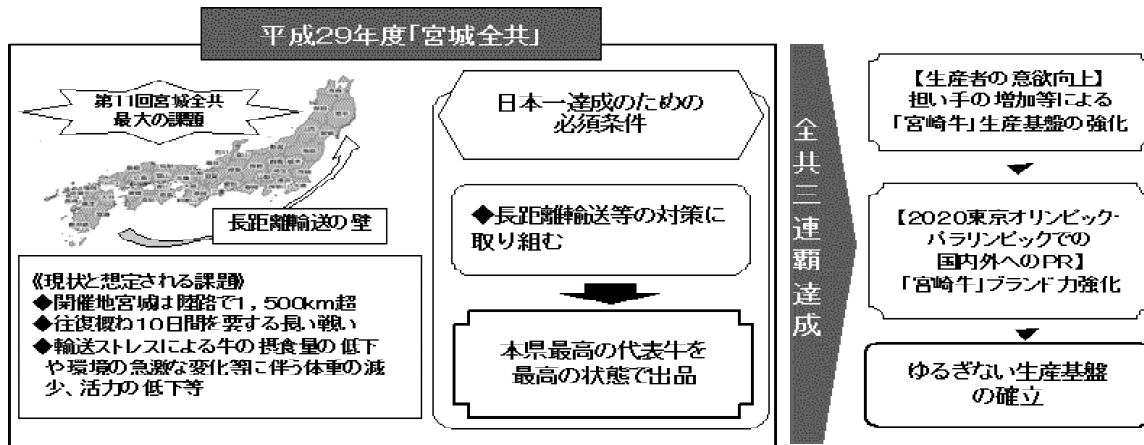 平成29年度「宮城全共」
第11回宮城全共
最大の課題
長距離輸送の壁
《現状と想定される課題》
◆開催地宮城は陸路で1,500km超
◆往復概ね10日間を要する長い戦い
◆輸送ストレスによる牛の摂食量の低下
や環境の急激な変化等に伴う体重の減
少、活力の低下等
日本一達成のための
必須条件
◆長距離輸送等の対策に
取り組む
本県最高の代表牛を
最高の状態で出品
全共三連覇達成
【生産者の意欲向上】
担い手の増加等による
「宮崎牛」生産基盤の強化
【2020東京オリンピック・
パラリンピックでの
国内外へのPR】
「宮崎牛」ブランド力強化
ゆるぎない生産基盤
の確立